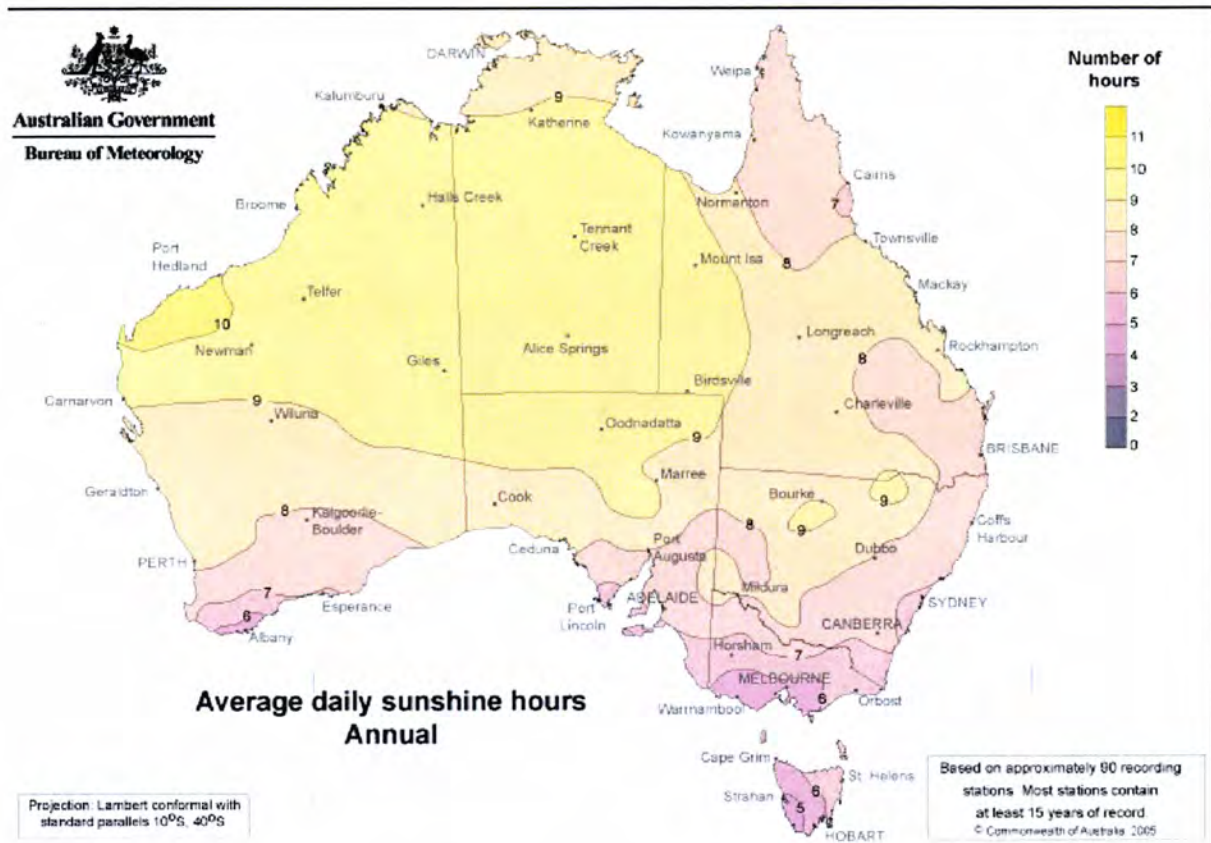 Australian Government
Bureau of Meteorology
Number of
hours
11
10
9
8
7
6
5
4
3
2
0
DARWIN
Weipa
Kalumburu
9
Katherine
Kowanyama
Cairns
7
Normanton
Halls Creek
Broome
Tennant
Creek
Townsville
Port
Hedland
Mount Isa
8
Mackay
Telfer
10
Longreach
Newman
Alice Springs
Rockhampton
Giles
8
Birdsville
Carnarvon
9
Wiluna
Charleville
Oodnadatta
9
BRISBANE
Marree
Geraldton
Cook
Bourke
9
8
Kalgoorlie-
Boulder
9
8
Coffs
Harbour
Ceduna
Port
Augusta
Dubbo
PERTH
Mildura
7
Esperance
Port
Lincoln
ADELAIDE
SYDNEY
6
Albany
CANBERRA
Horsham
7
MELBOURNE
6
Orbost
Warrnambool
Average daily sunshine hours
Annual
Cape Grim
St. Helens
Strahan
6
5
HOBART
Projection: Lambert conformal with
standard parallels 10°S, 40°S
Based on approximately 90 recording
stations. Most stations contain
at least 15 years of record.
© Commonwealth of Australia, 2005